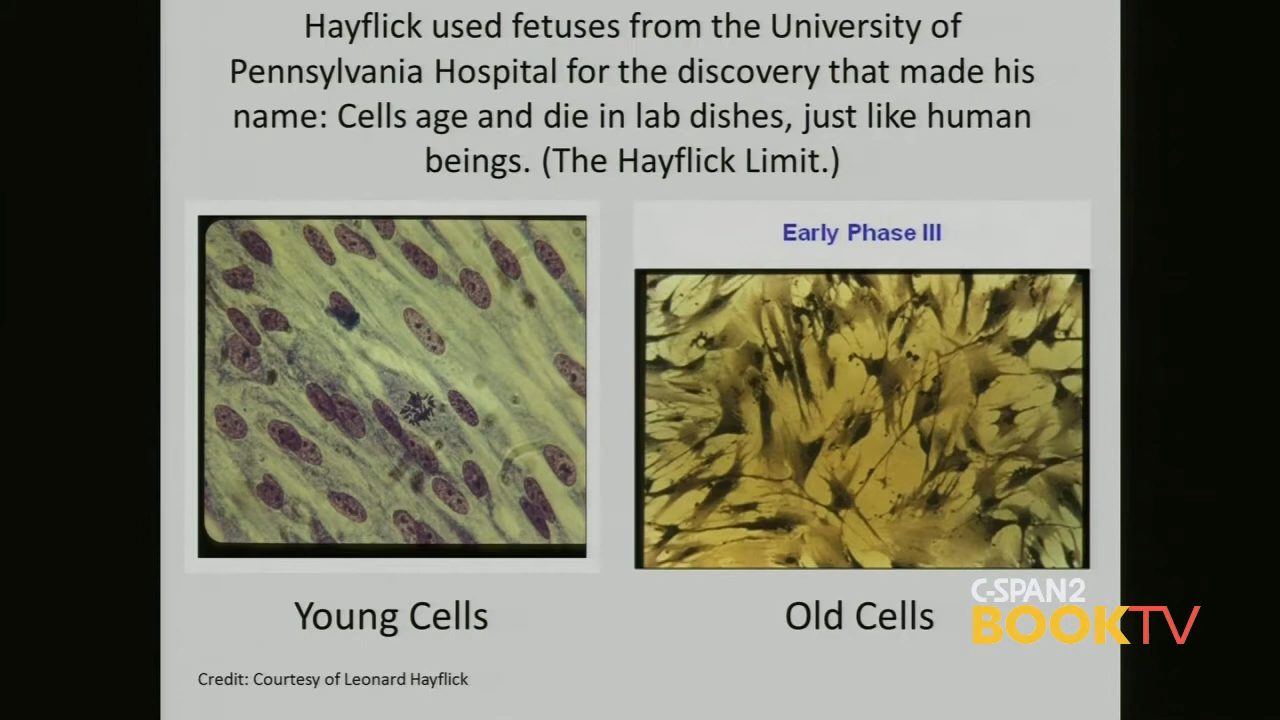 Hayflick used fetuses from the University of
Pennsylvania Hospital for the discovery that made his
name: Cells age and die in lab dishes, just like human
beings. (The Hayflick Limit.)
Early Phase III
Young Cells
Old Cells
C-SPAN2
BOOKTV
Credit: Courtesy of Leonard Hayflick